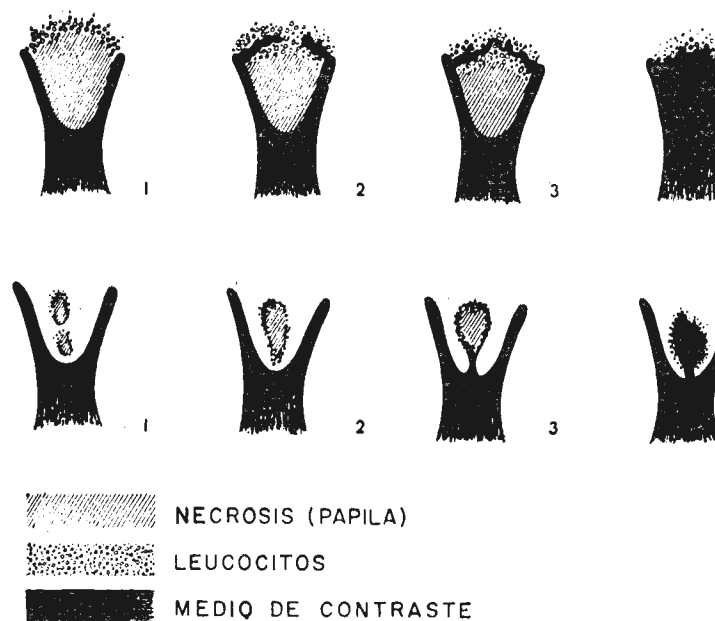 1 2 3
1 2 3
NECROSIS (PAPILA)
LEUCOCITOS
MEDIO DE CONTRASTE